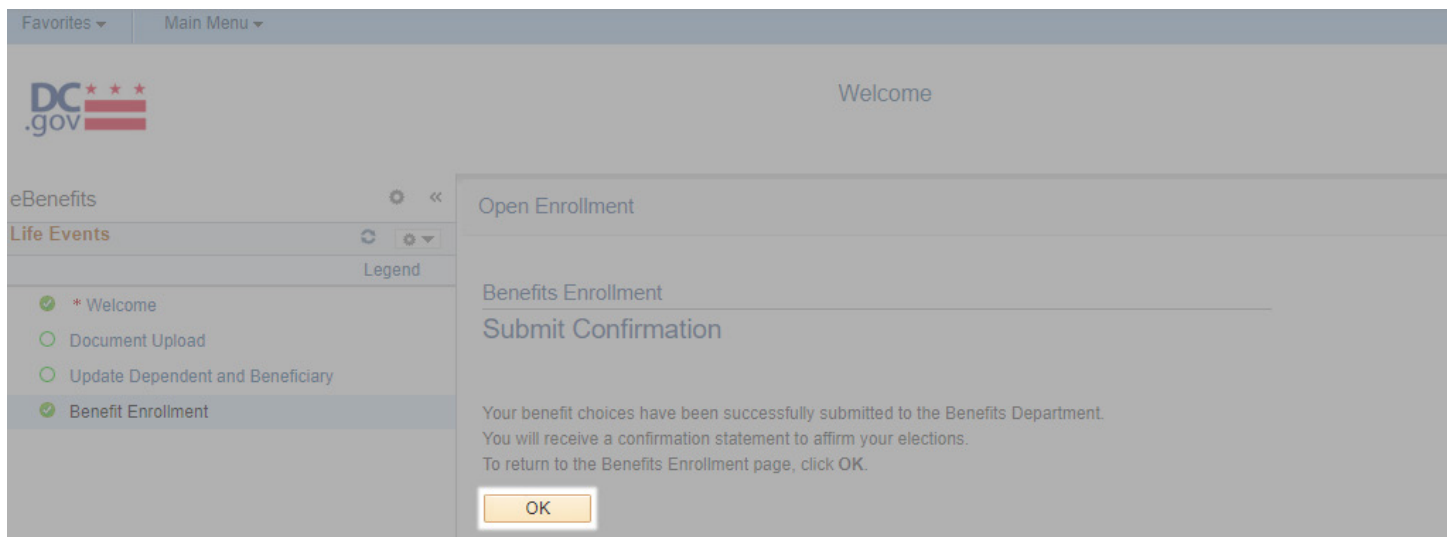 Favorites Main Menu
DC
.gov
Welcome
eBenefits
Life Events
Legend
* Welcome
Document Upload
Update Dependent and Beneficiary
Benefit Enrollment
Open Enrollment
Benefits Enrollment
Submit Confirmation
Your benefit choices have been successfully submitted to the Benefits Department.
You will receive a confirmation statement to affirm your elections.
To return to the Benefits Enrollment page, click OK.
OK